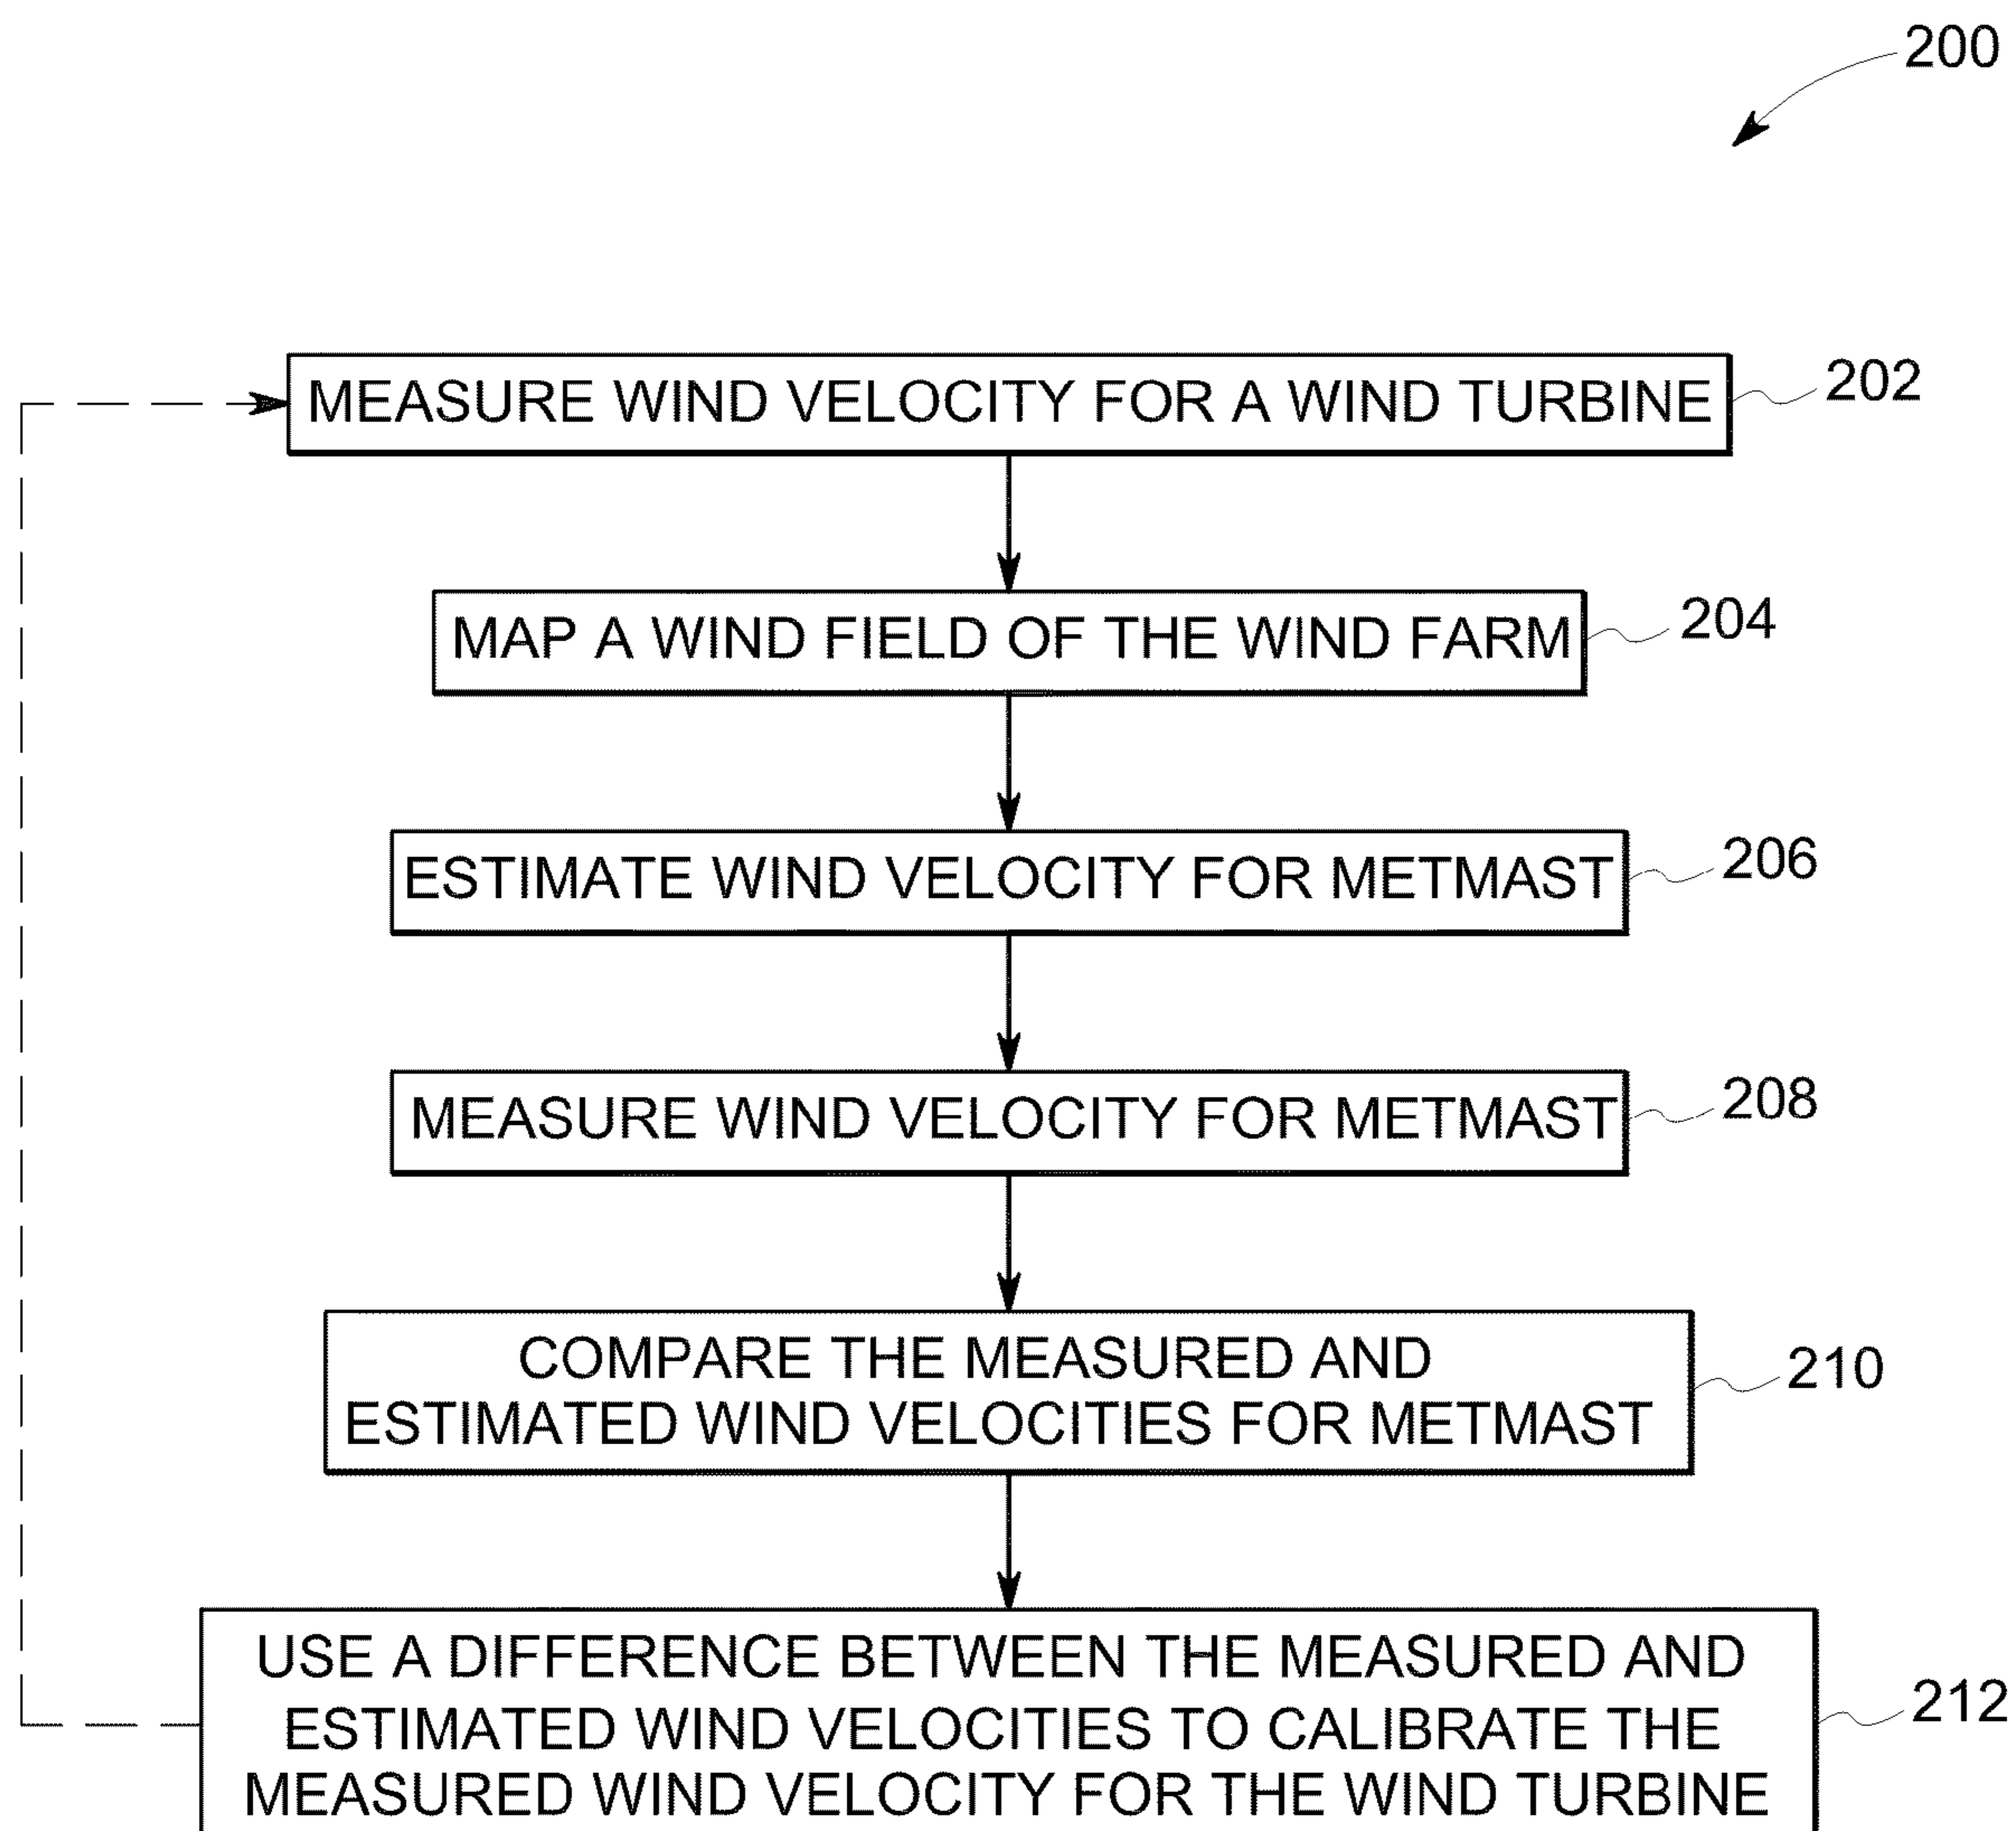 200
MEASURE WIND VELOCITY FOR A WIND TURBINE
202
MAP A WIND FIELD OF THE WIND FARM
204
ESTIMATE WIND VELOCITY FOR METMAST
206
MEASURE WIND VELOCITY FOR METMAST
208
COMPARE THE MEASURED AND
ESTIMATED WIND VELOCITIES FOR METMAST
210
USE A DIFFERENCE BETWEEN THE MEASURED AND
ESTIMATED WIND VELOCITIES TO CALIBRATE THE
MEASURED WIND VELOCITY FOR THE WIND TURBINE
212